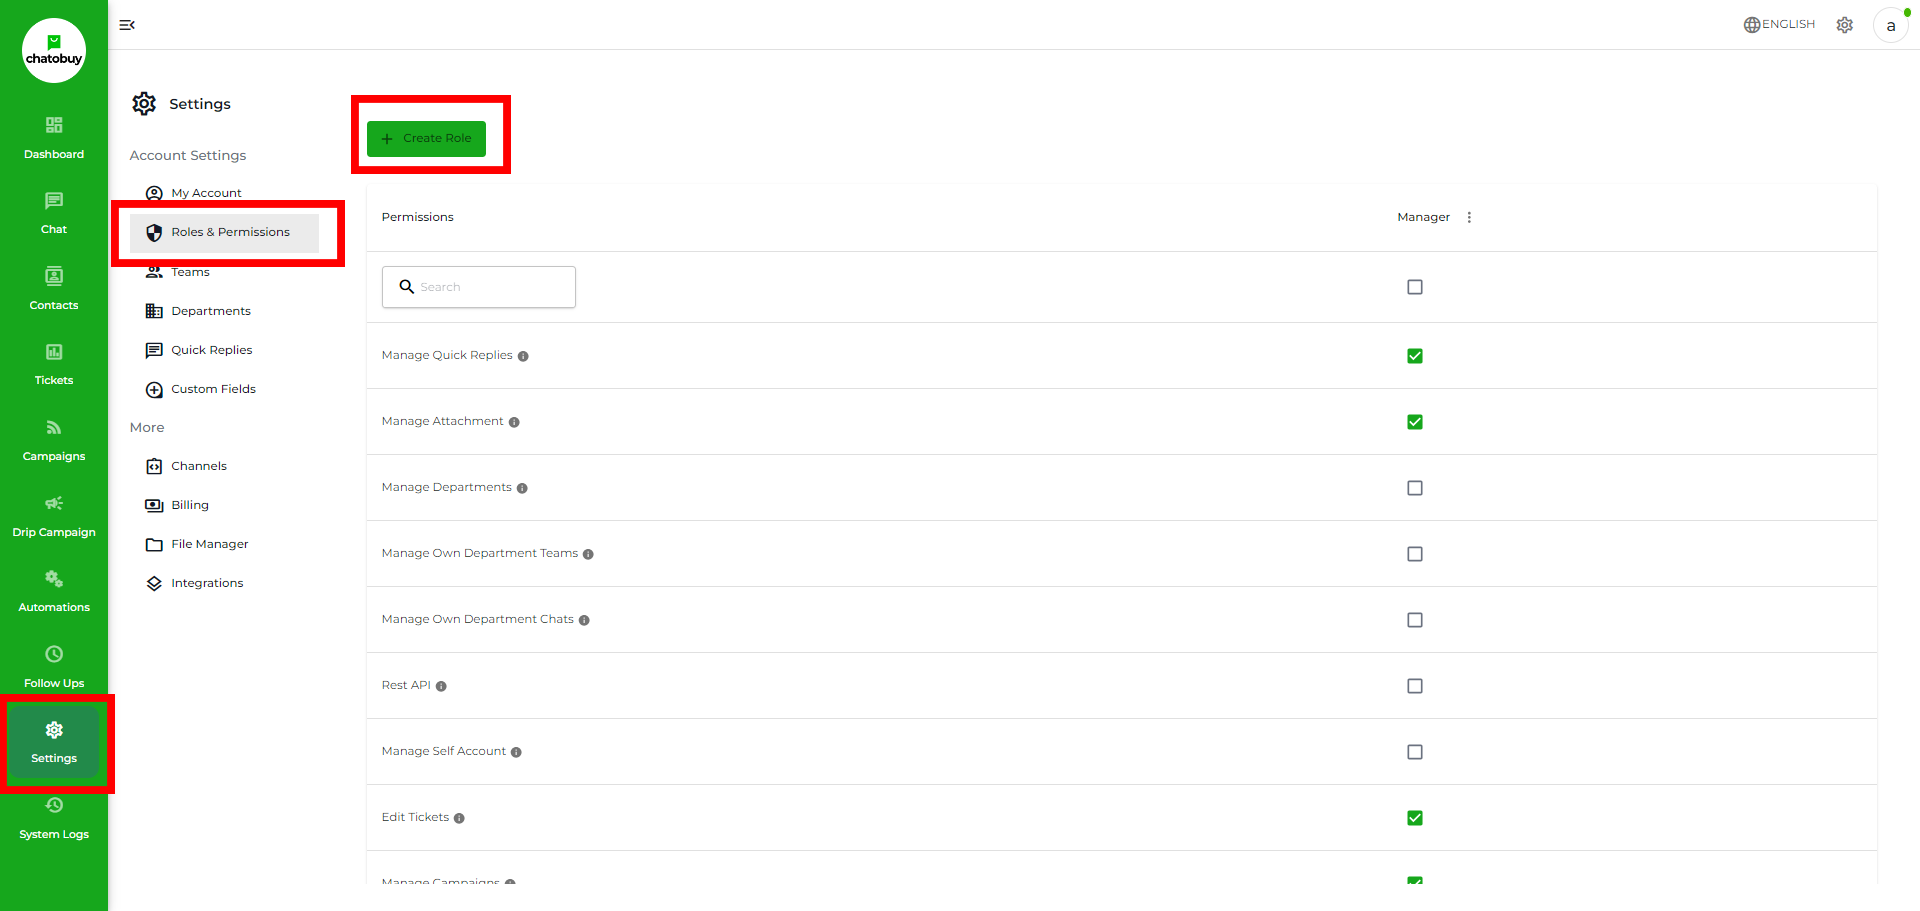 chatobuy
ENGLISH
a
Dashboard
Chat
Contacts
Tickets
Campaigns
Drip Campaign
Automations
Follow Ups
Settings
System Logs
Settings
Account Settings
My Account
Roles & Permissions
Teams
Departments
Quick Replies
Custom Fields
More
Channels
Billing
File Manager
Integrations
+ Create Role
Permissions Manager
Search
Manage Quick Replies
Manage Attachment
Manage Departments
Manage Own Department Teams
Manage Own Department Chats
Rest API
Manage Self Account
Edit Tickets
Manage Campaigns